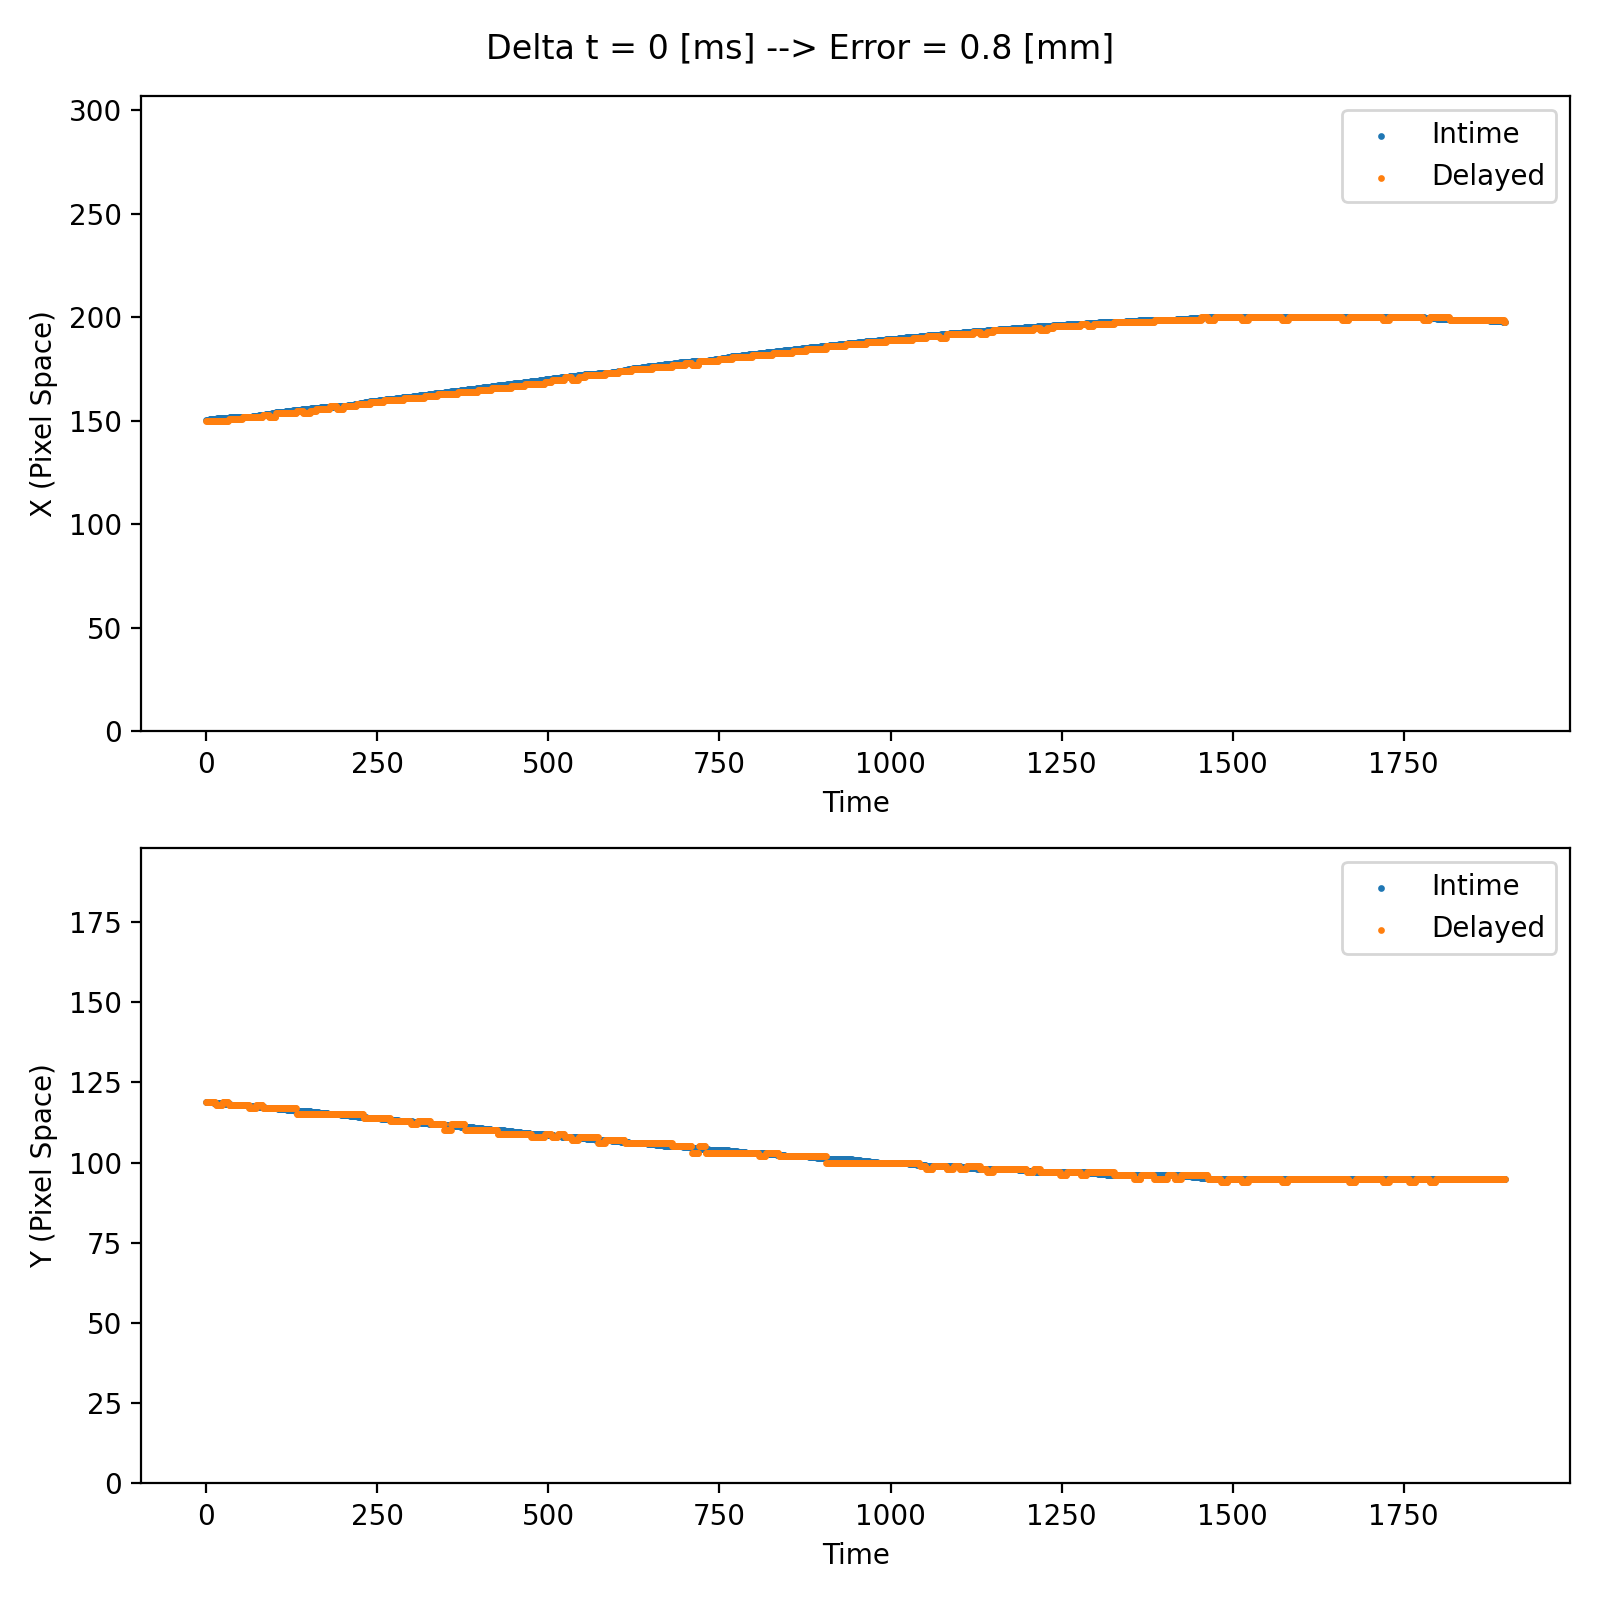 Delta t = 0 [ms] --> Error = 0.8 [mm]
300
250
200
150
100
50
0
X (Pixel Space)
Intime
Delayed
0 250 500 750 1000 1250 1500 1750
Time
175
150
125
100
75
50
25
0
Y (Pixel Space)
Intime
Delayed
0 250 500 750 1000 1250 1500 1750
Time